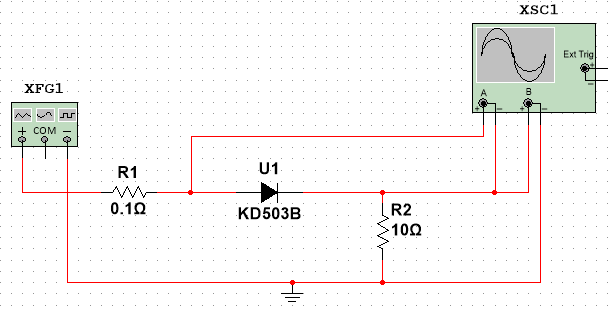 XSC1
Ext Trig
+
-
A
B
+ - + -
XFG1
+ COM -
R1
0.1Ω
U1
KD503B
R2
10Ω